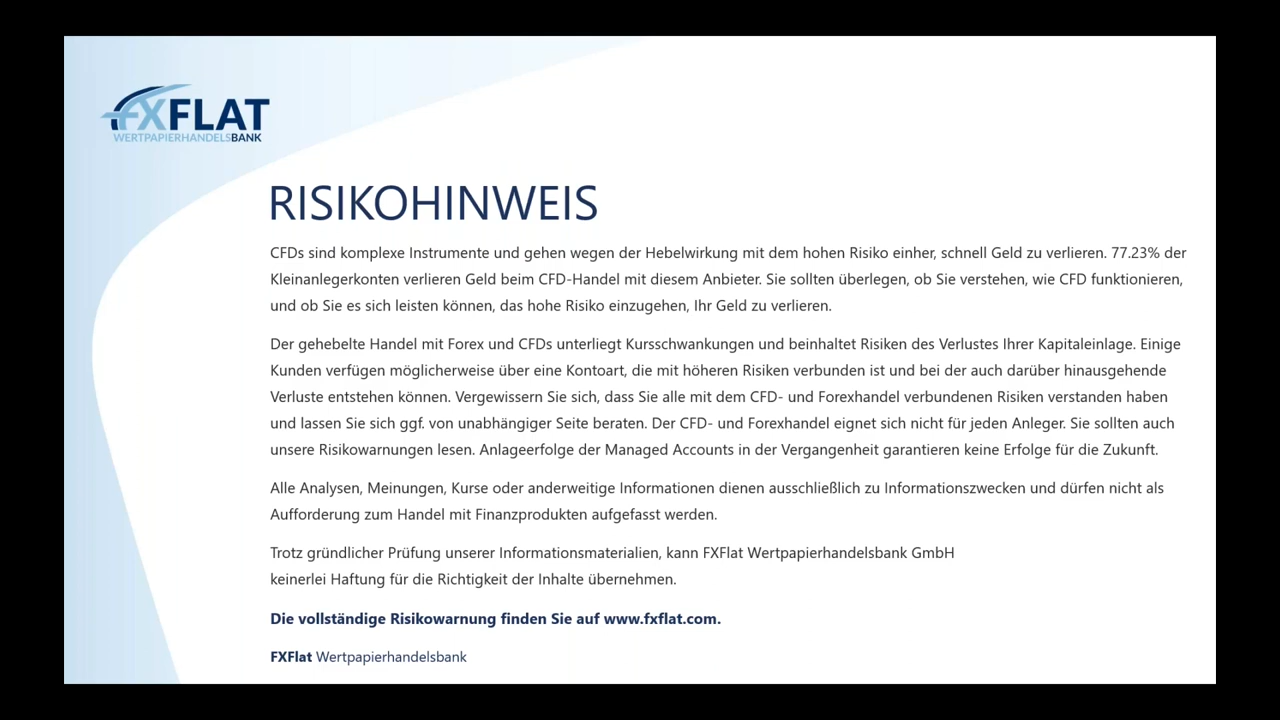 FXFLAT
WERTPAPIERHANDELSBANK
RISIKOHINWEIS
CFDs sind komplexe Instrumente und gehen wegen der Hebelwirkung mit dem hohen Risiko einher, schnell Geld zu verlieren. 77.23% der
Kleinanlegerkonten verlieren Geld beim CFD-Handel mit diesem Anbieter. Sie sollten überlegen, ob Sie verstehen, wie CFD funktionieren,
und ob Sie es sich leisten können, das hohe Risiko einzugehen, Ihr Geld zu verlieren.
Der gehebelte Handel mit Forex und CFDs unterliegt Kursschwankungen und beinhaltet Risiken des Verlustes Ihrer Kapitaleinlage. Einige
Kunden verfügen möglicherweise über eine Kontoart, die mit höheren Risiken verbunden ist und bei der auch darüber hinausgehende
Verluste entstehen können. Vergewissern Sie sich, dass Sie alle mit dem CFD- und Forexhandel verbundenen Risiken verstanden haben
und lassen Sie sich ggf. von unabhängiger Seite beraten. Der CFD- und Forexhandel eignet sich nicht für jeden Anleger. Sie sollten auch
unsere Risikowarnungen lesen. Anlageerfolge der Managed Accounts in der Vergangenheit garantieren keine Erfolge für die Zukunft.
Alle Analysen, Meinungen, Kurse oder anderweitige Informationen dienen ausschließlich zu Informationszwecken und dürfen nicht als
Aufforderung zum Handel mit Finanzprodukten aufgefasst werden.
Trotz gründlicher Prüfung unserer Informationsmaterialien, kann FXFlat Wertpapierhandelsbank GmbH
keinerlei Haftung für die Richtigkeit der Inhalte übernehmen.
Die vollständige Risikowarnung finden Sie auf www.fxflat.com.
FXFlat Wertpapierhandelsbank